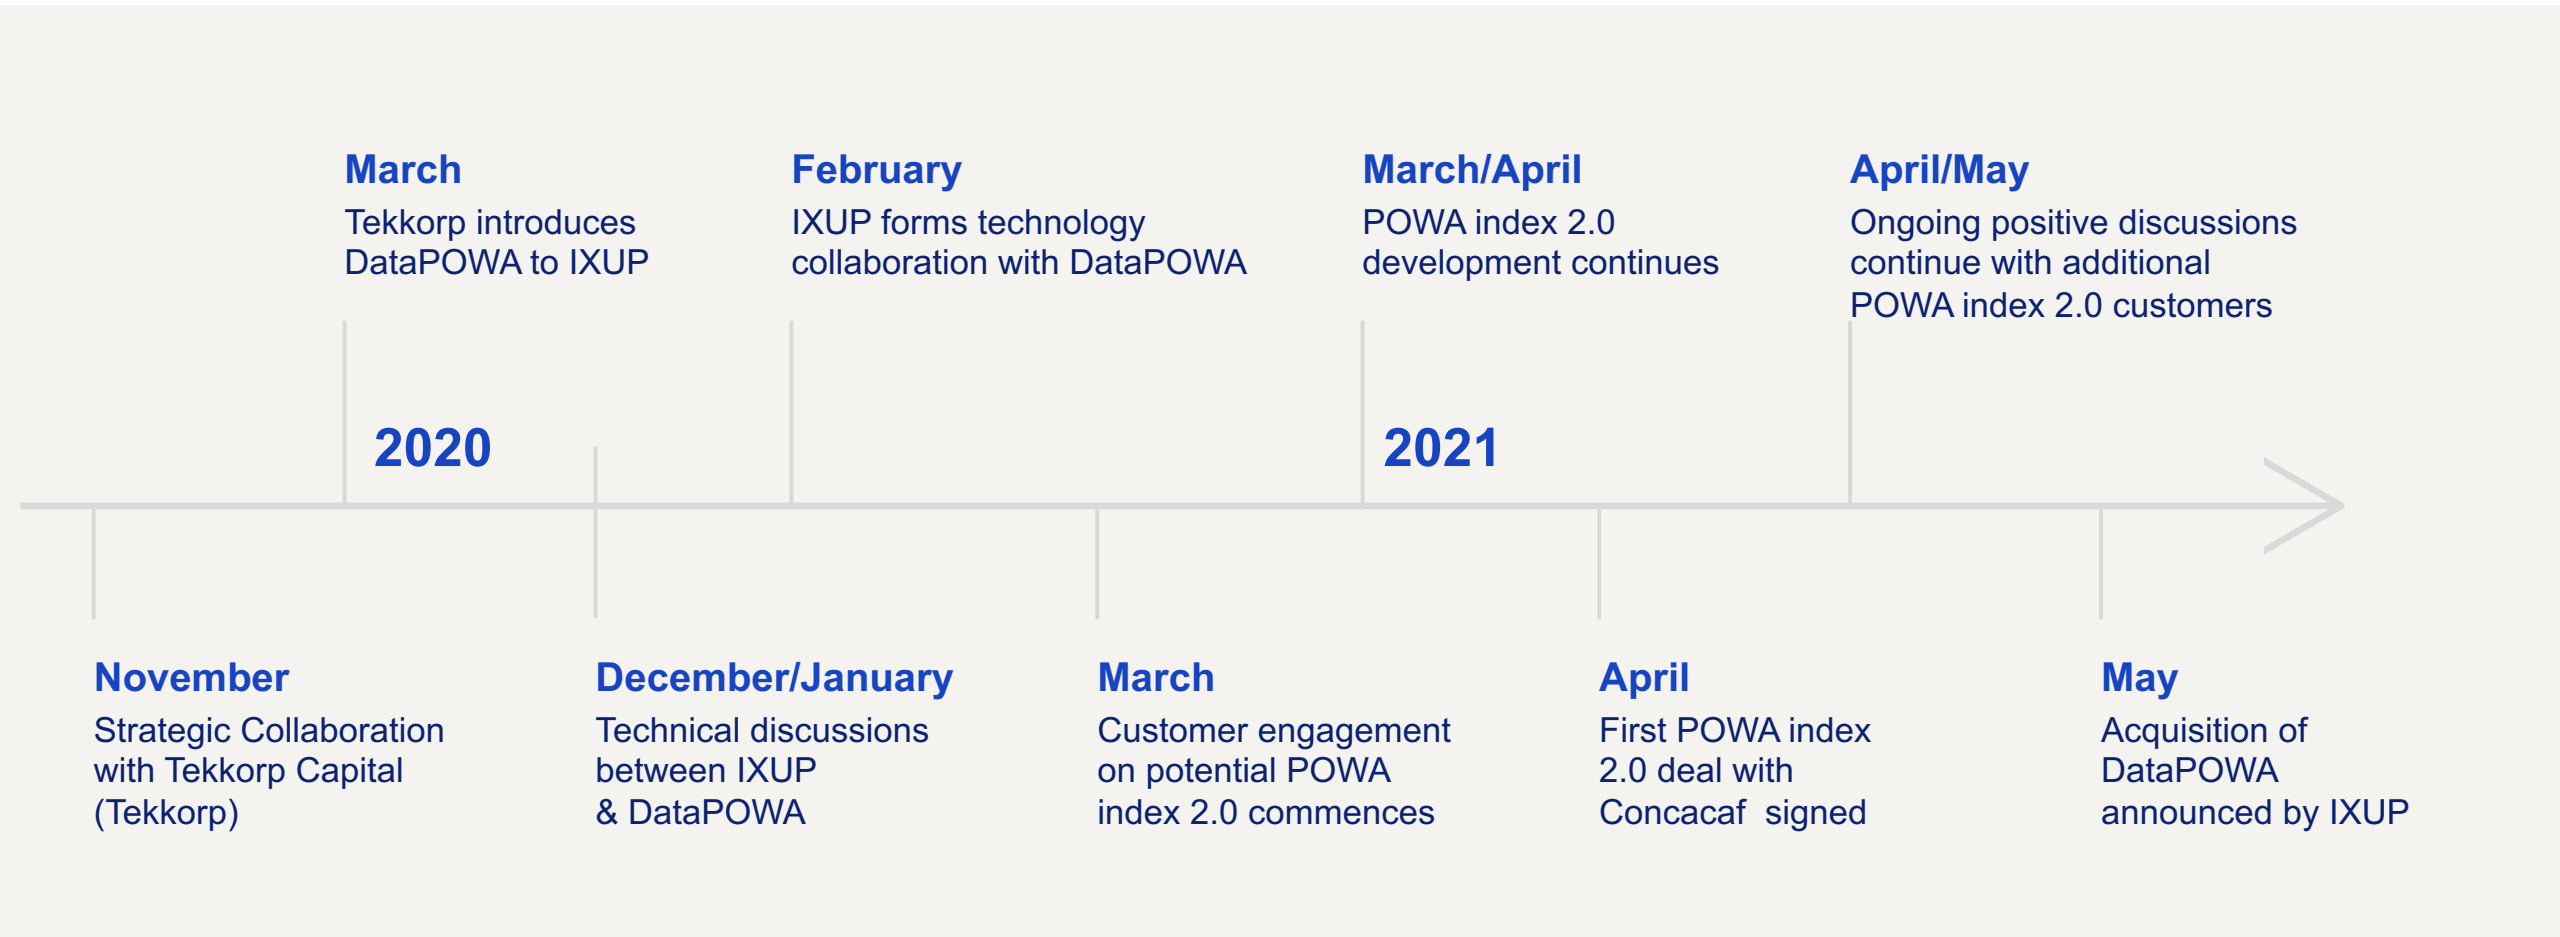 March
Tekkorp introduces
DataPOWA to IXUP
February
IXUP forms technology
collaboration with DataPOWA
March/April
POWA index 2.0
development continues
April/May
Ongoing positive discussions
continue with additional
POWA index 2.0 customers
2020
2021
November
Strategic Collaboration
with Tekkorp Capital
(Tekkorp)
December/January
Technical discussions
between IXUP
& DataPOWA
March
Customer engagement
on potential POWA
index 2.0 commences
April
First POWA index
2.0 deal with
Concacaf  signed
May
Acquisition of
DataPOWA
announced by IXUP